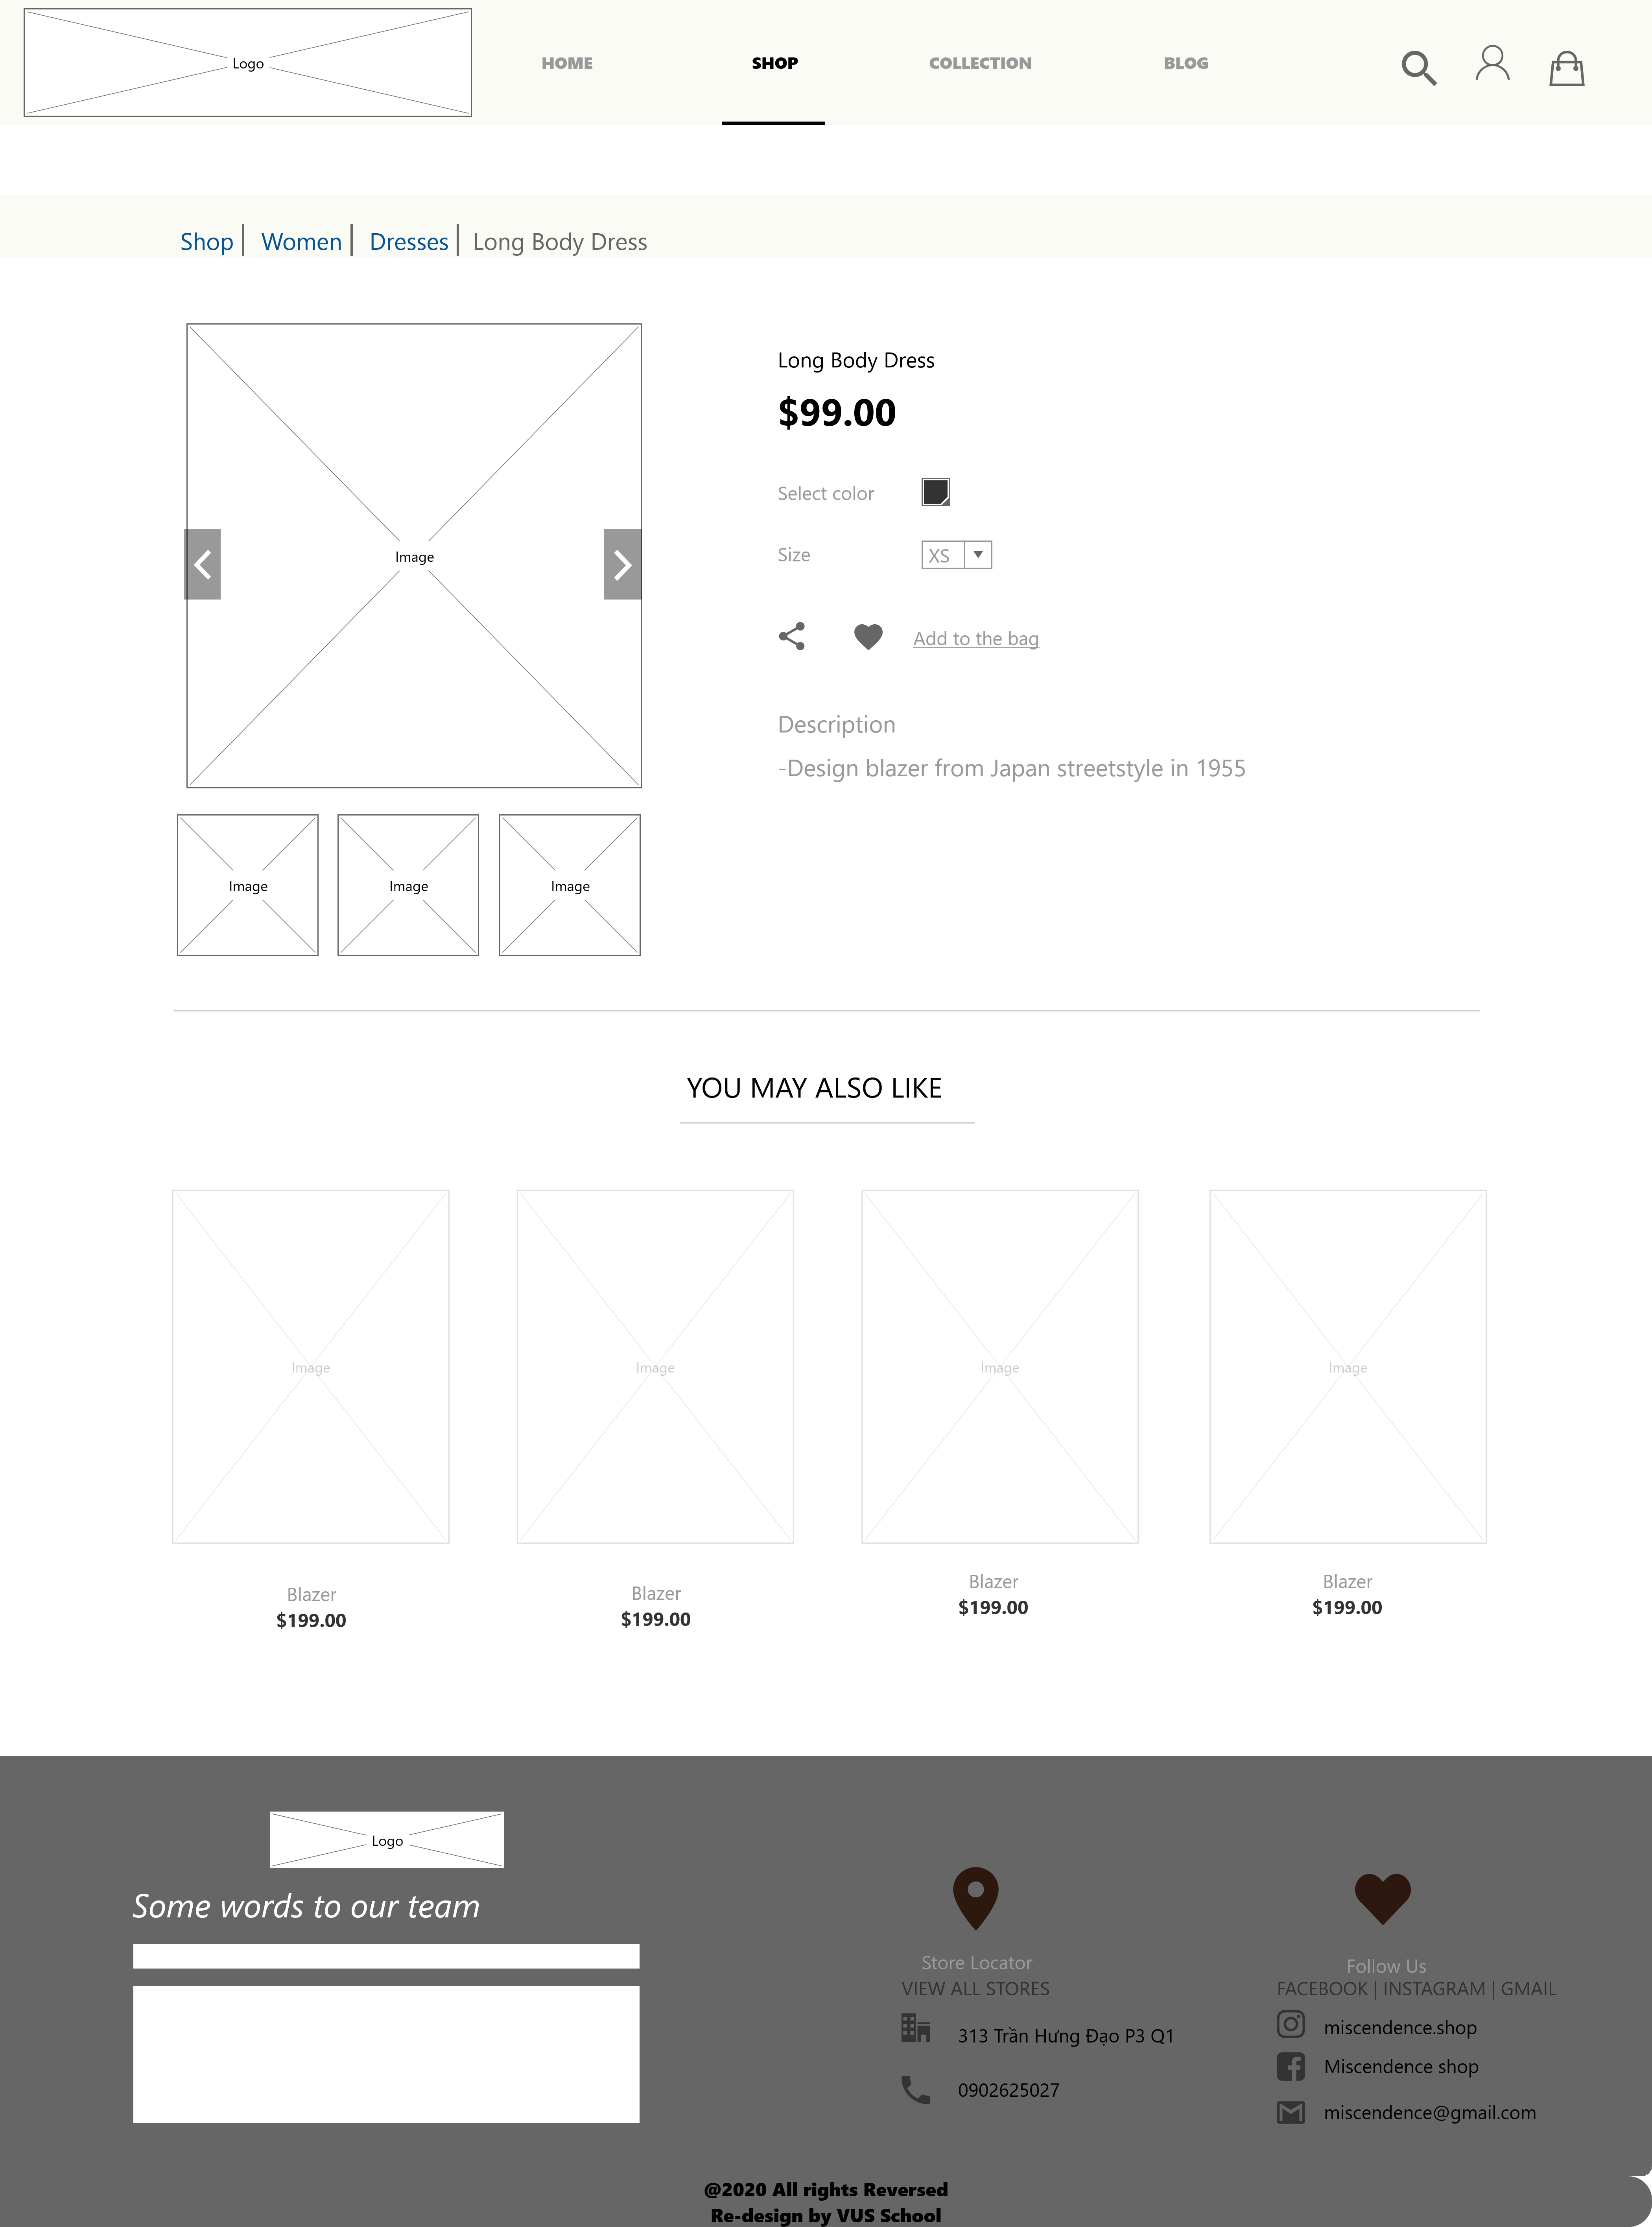 Logo
HOME SHOP COLLECTION BLOG
Shop | Women | Dresses | Long Body Dress
Image
Long Body Dress
$99.00
Select color
Size XS
Add to the bag
Description
-Design blazer from Japan streetstyle in 1955
Image Image Image
YOU MAY ALSO LIKE
Image Image Image Image
Blazer
$199.00
Blazer
$199.00
Blazer
$199.00
Blazer
$199.00
Logo
Some words to our team
Store Locator
VIEW ALL STORES
313 Trần Hưng Đạo P3 Q1
0902625027
Follow Us
FACEBOOK | INSTAGRAM | GMAIL
miscendence.shop
Miscendence shop
miscendence@gmail.com
@2020 All rights Reversed
Re-design by VUS School